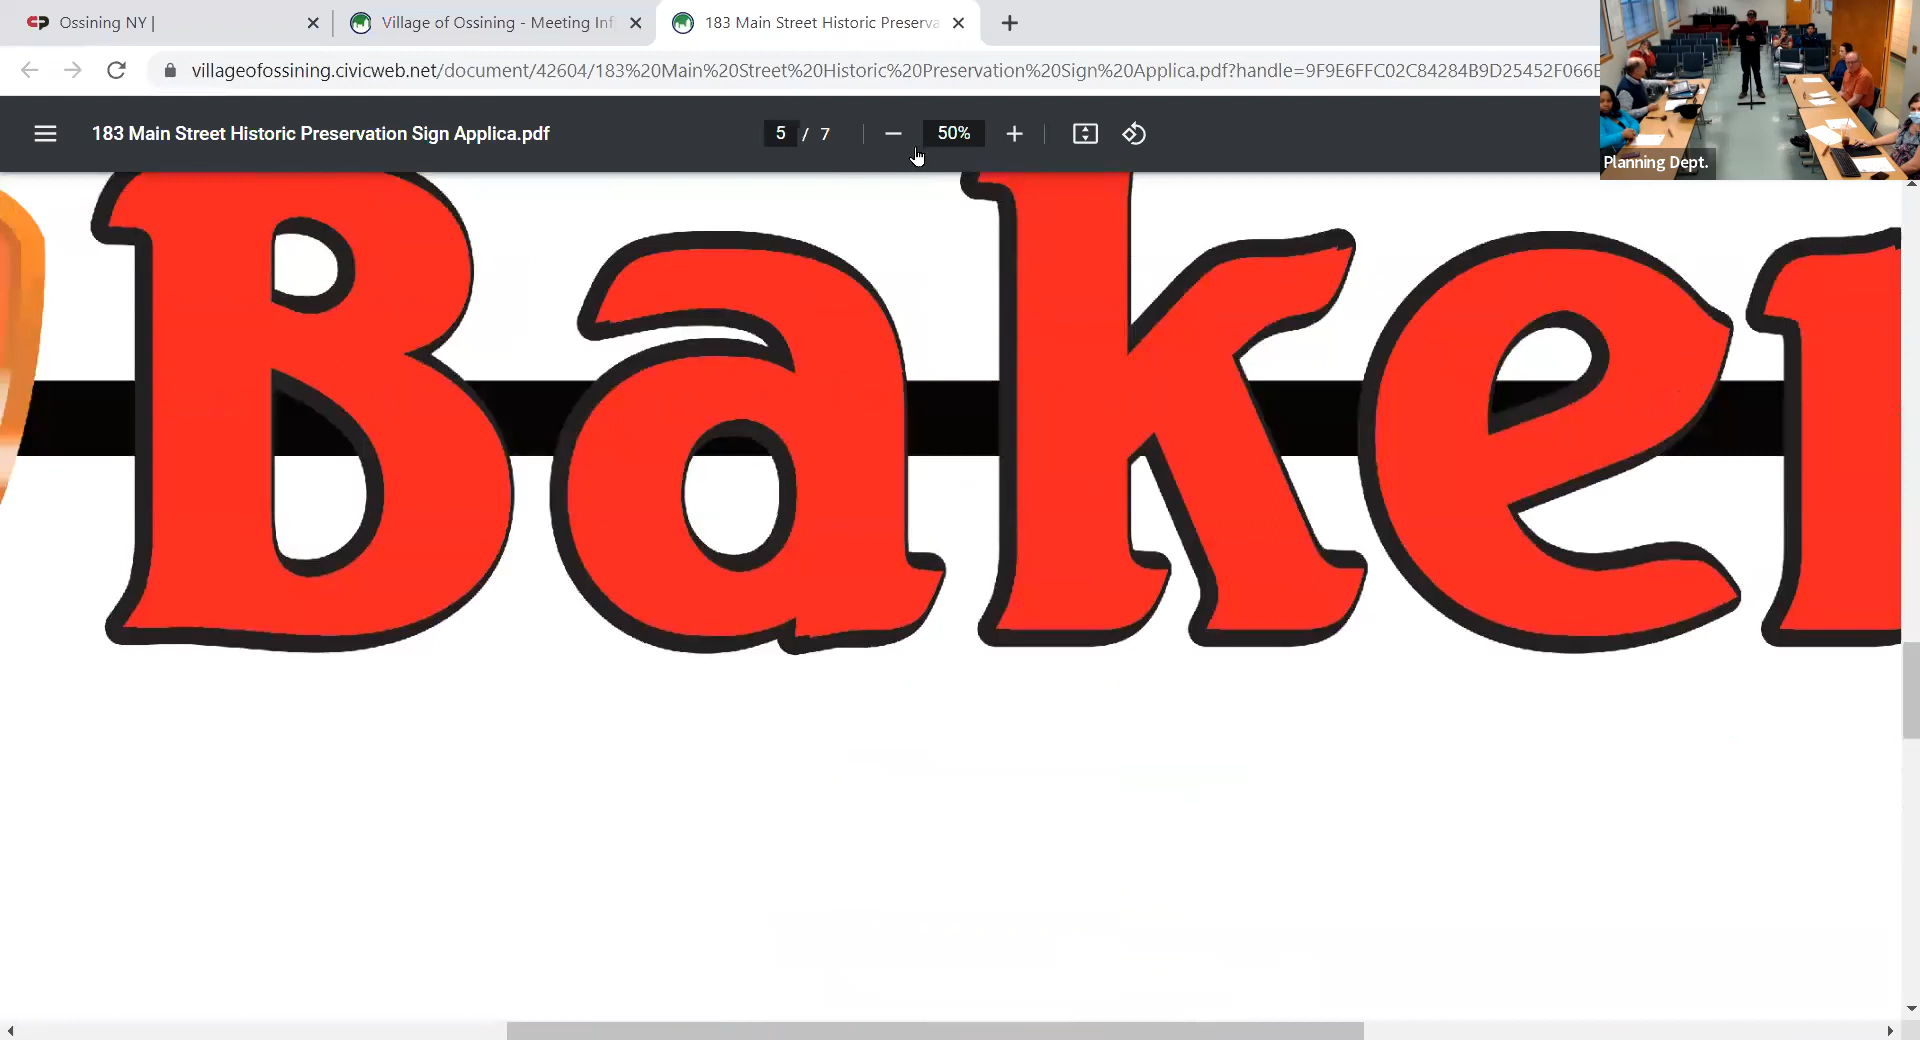 Ossining NY |
Village of Ossining - Meeting Inf
183 Main Street Historic Preserva
villageofossining.civicweb.net/document/42604/183%20Main%20Street%20Historic%20Preservation%20Sign%20Applica.pdf?handle=9F9E6FFC02C84284B9D25452F066E
183 Main Street Historic Preservation Sign Applica.pdf
5 / 7
50%
Planning Dept.
Baker